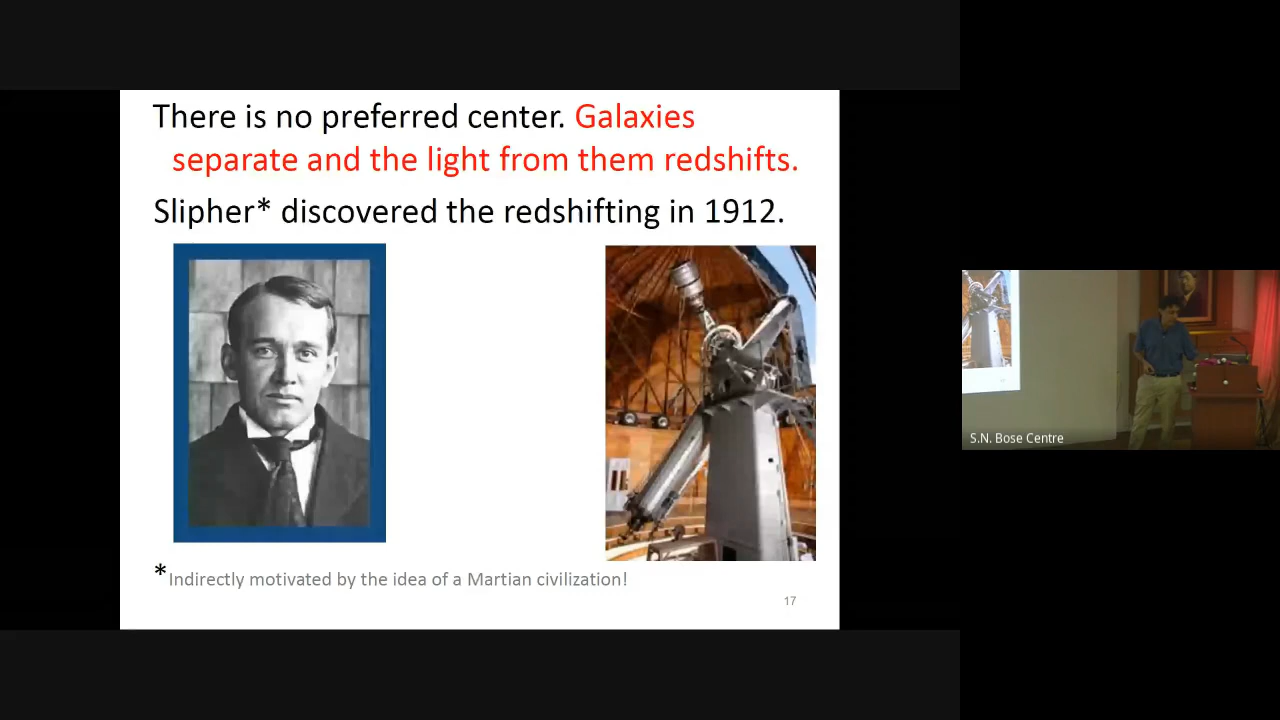 There is no preferred center. Galaxies
separate and the light from them redshifts.
Slipher* discovered the redshifting in 1912.
*Indirectly motivated by the idea of a Martian civilization!
17
S.N. Bose Centre